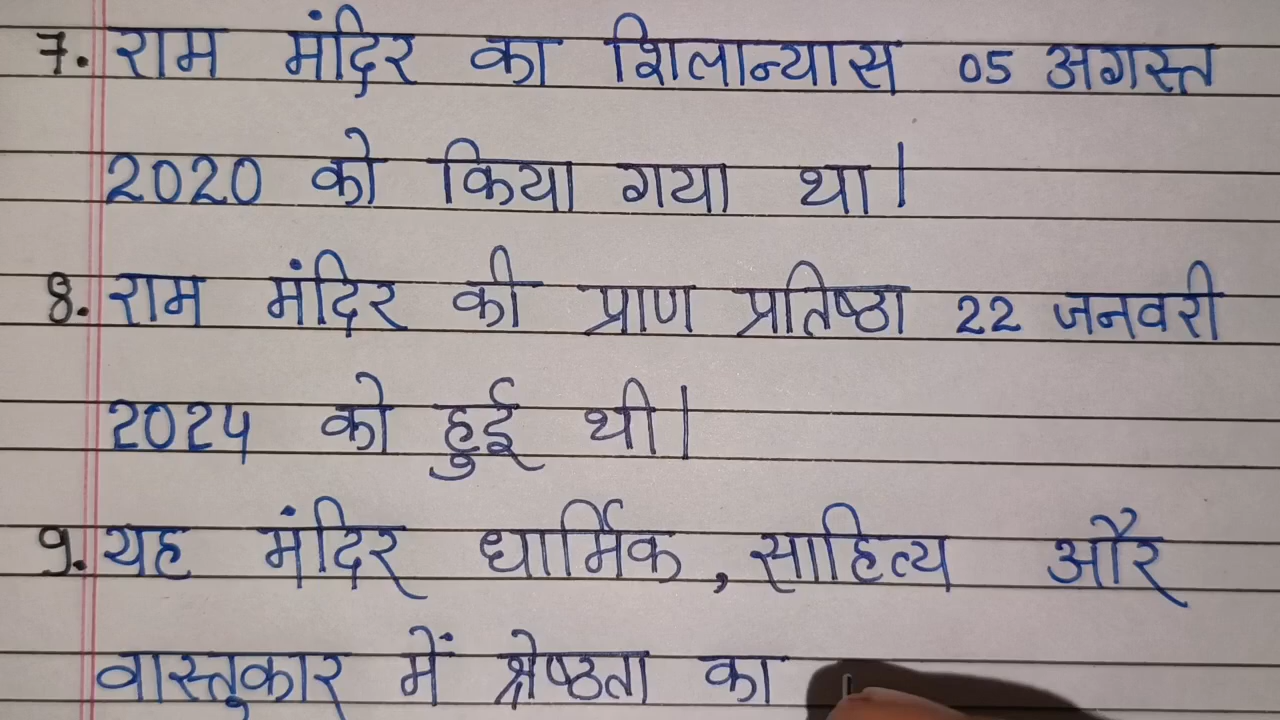 7. राम मंदिर का शिलान्यास 05 अगस्त
2020 को किया गया था।
8. राम मंदिर की प्राण प्रतिष्ठा 22 जनवरी
2024 को हुई थी।
9. यह मंदिर धार्मिक, साहित्य और
वास्तुकार में श्रेष्ठता का